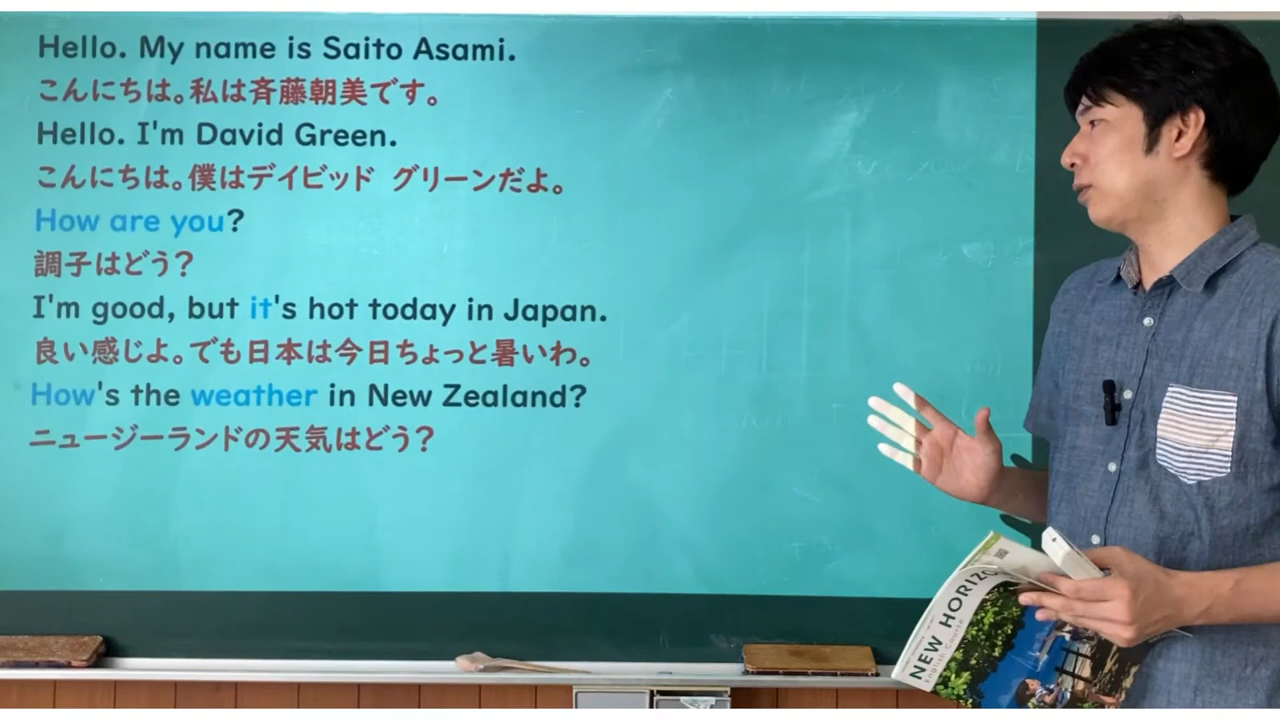 Hello. My name is Saito Asami.
こんにちは。私は斉藤朝美です。
Hello. I'm David Green.
こんにちは。僕はデイビッド グリーンだよ。
How are you?
調子はどう?
I'm good, but it's hot today in Japan.
良い感じよ。でも日本は今日ちょっと暑いわ。
How's the weather in New Zealand?
ニュージーランドの天気はどう?
NEW HORIZO
English Course